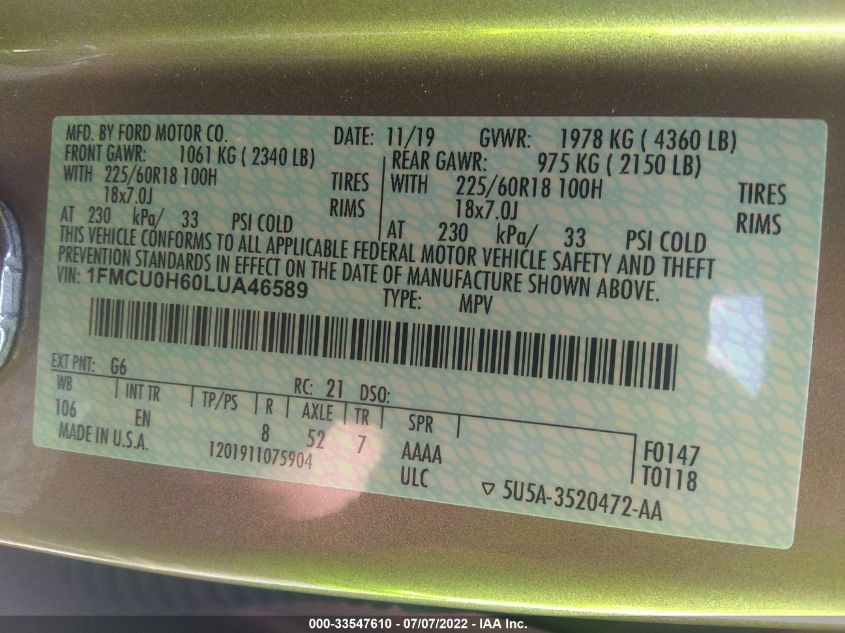 MFD. BY FORD MOTOR CO. DATE: 11/19 GVWR: 1978 KG ( 4360 LB)
FRONT GAWR: 1061 KG ( 2340 LB) REAR GAWR: 975 KG ( 2150 LB)
WITH 225/60R18 100H TIRES WITH 225/60R18 100H TIRES
18x7.0J RIMS 18x7.0J RIMS
AT 230 kPa/ 33 PSI COLD AT 230 kPa/ 33 PSI COLD
THIS VEHICLE CONFORMS TO ALL APPLICABLE FEDERAL MOTOR VEHICLE SAFETY AND THEFT
PREVENTION STANDARDS IN EFFECT ON THE DATE OF MANUFACTURE SHOWN ABOVE.
VIN: 1FMCU0H60LUA46589 TYPE: MPV
EXT PNT: G6 RC: 21 DSO:
WB INT TR TP/PS R AXLE TR SPR
106 EN 8 52 7 AAAA F0147
MADE IN U.S.A. 1201911075904 ULC T0118
5U5A-3520472-AA
000-33547610 - 07/07/2022 - IAA Inc.